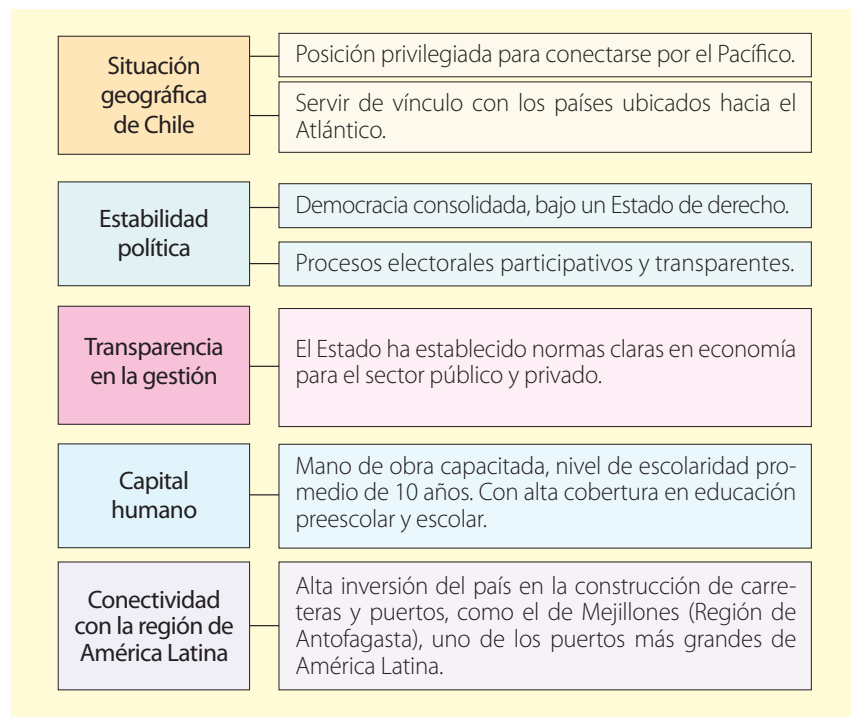 Situación
geográfica
de Chile
Posición privilegiada para conectarse por el Pacífico.
Servir de vínculo con los países ubicados hacia el
Atlántico.
Estabilidad
política
Democracia consolidada, bajo un Estado de derecho.
Procesos electorales participativos y transparentes.
Transparencia
en la gestión
El Estado ha establecido normas claras en economía
para el sector público y privado.
Capital
humano
Mano de obra capacitada, nivel de escolaridad pro-
medio de 10 años. Con alta cobertura en educación
preescolar y escolar.
Conectividad
con la región de
América Latina
Alta inversión del país en la construcción de carre-
teras y puertos, como el de Mejillones (Región de
Antofagasta), uno de los puertos más grandes de
América Latina.